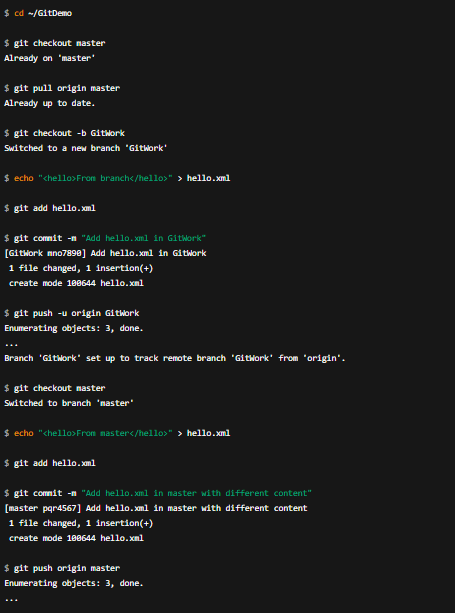 $ cd ~/GitDemo
$ git checkout master
Already on 'master'
$ git pull origin master
Already up to date.
$ git checkout -b GitWork
Switched to a new branch 'GitWork'
$ echo "<hello>From branch</hello>" > hello.xml
$ git add hello.xml
$ git commit -m "Add hello.xml in GitWork"
[GitWork mno7890] Add hello.xml in GitWork
 1 file changed, 1 insertion(+)
 create mode 100644 hello.xml
$ git push -u origin GitWork
Enumerating objects: 3, done.
...
Branch 'GitWork' set up to track remote branch 'GitWork' from 'origin'.
$ git checkout master
Switched to branch 'master'
$ echo "<hello>From master</hello>" > hello.xml
$ git add hello.xml
$ git commit -m "Add hello.xml in master with different content"
[master pqr4567] Add hello.xml in master with different content
 1 file changed, 1 insertion(+)
 create mode 100644 hello.xml
$ git push origin master
Enumerating objects: 3, done.
...